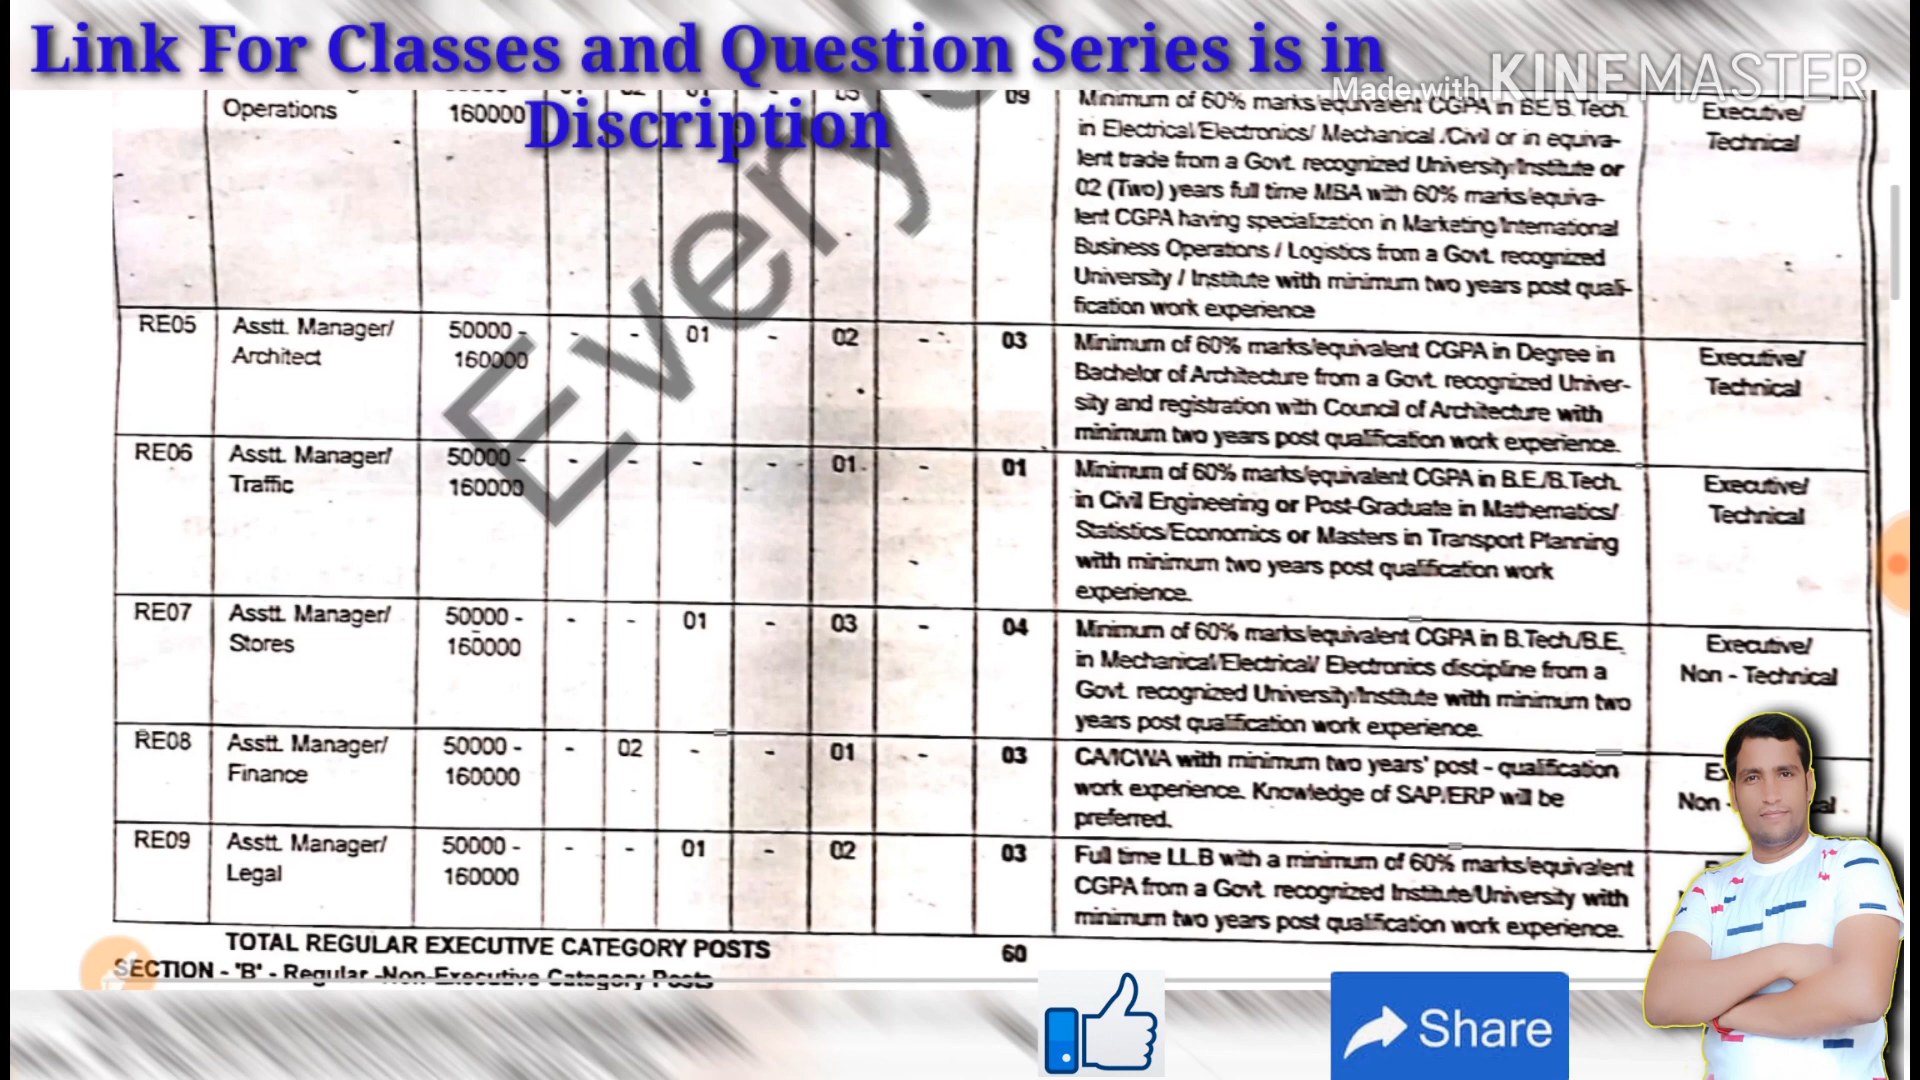 Link For Classes and Question Series is in
Discription
Made with KINEMASTER
Every
Operations 160000 - 09 Minimum of 60% marks/equivalent CGPA in BE/B.Tech. Executive/
in Electrical/Electronics/ Mechanical /Civil or in equiva- Technical
lent trade from a Govt. recognized University/Institute or
02 (Two) years full time MBA with 60% marks/equiva-
lent CGPA having specialization in Marketing/International
Business Operations / Logistics from a Govt. recognized
University / Institute with minimum two years post quali-
fication work experience
RE05 Asstt. Manager/ 50000 - - - 01 - 02 - 03 Minimum of 60% marks/equivalent CGPA in Degree in Executive/
Architect 160000 Bachelor of Architecture from a Govt. recognized Univer- Technical
sity and registration with Council of Architecture with
minimum two years post qualification work experience.
RE06 Asstt. Manager/ 50000 - - - - - 01 - 01 Minimum of 60% marks/equivalent CGPA in B.E./B.Tech. Executive/
Traffic 160000 in Civil Engineering or Post-Graduate in Mathematics/ Technical
Statistics/Economics or Masters in Transport Planning
with minimum two years post qualification work
experience.
RE07 Asstt. Manager/ 50000 - - - 01 - 03 - 04 Minimum of 60% marks/equivalent CGPA in B.Tech./B.E. Executive/
Stores 160000 in Mechanical/Electrical/ Electronics discipline from a Non - Technical
Govt. recognized University/Institute with minimum two
years post qualification work experience.
RE08 Asstt. Manager/ 50000 - - 02 - - 01 - 03 CA/ICWA with minimum two years' post - qualification
Finance 160000 work experience. Knowledge of SAP/ERP will be Non -
preferred.
RE09 Asstt. Manager/ 50000 - - - 01 - 02 03 Full time LL.B with a minimum of 60% marks/equivalent
Legal 160000 CGPA from a Govt. recognized Institute/University with
minimum two years post qualification work experience.
TOTAL REGULAR EXECUTIVE CATEGORY POSTS 60
SECTION - 'B' - Regular -Non-Executive Category Posts
Share